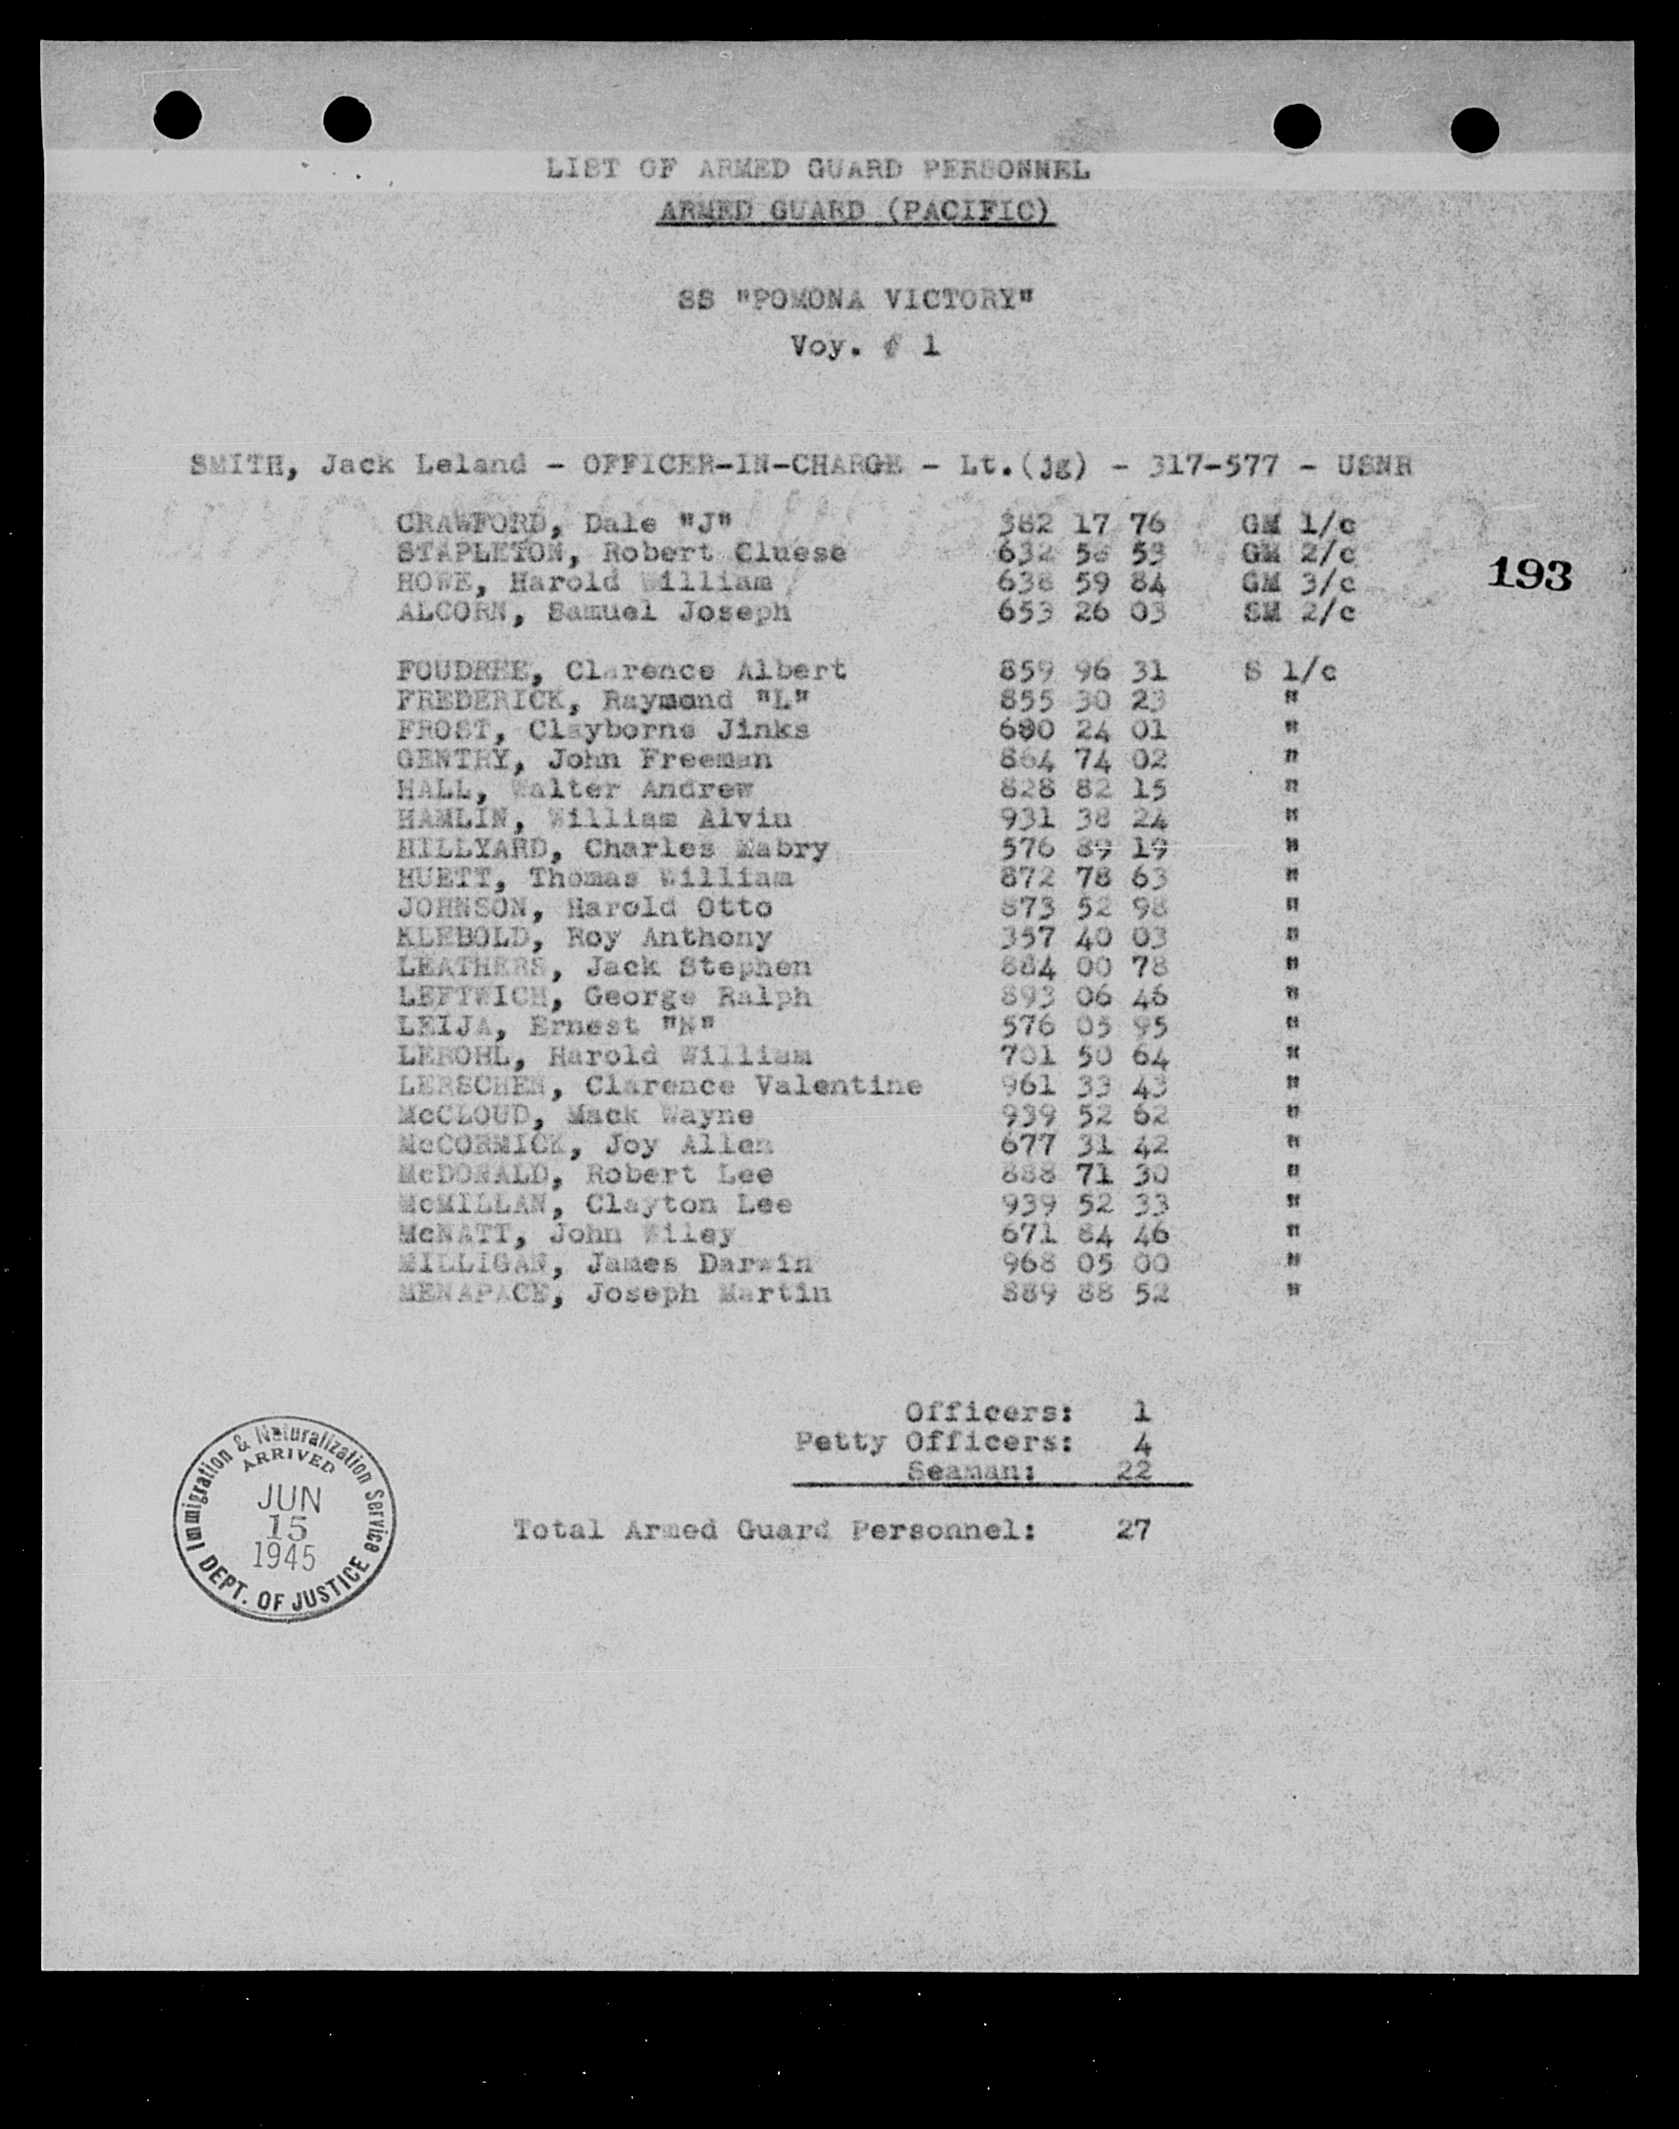 LIST OF ARMED GUARD PERSONNEL
ARMED GUARD (PACIFIC)
SS "POMONA VICTORY"
Voy. # 1
SMITH, Jack Leland - OFFICER-IN-CHARGE - Lt.(jg) - 317-577 - USNR
CRAWFORD, Dale "J" 382 17 76 GM 1/c
STAPLETON, Robert Cluese 632 58 53 GM 2/c
193
HOWE, Harold William 638 59 84 GM 3/c
ALCORN, Samuel Joseph 653 26 03 SM 2/c
FOUDREE, Clarence Albert 859 96 31 S 1/c
FREDERICK, Raymond "L" 855 30 23 "
FROST, Clayborne Jinks 680 24 01 "
GENTRY, John Freeman 864 74 02 "
HALL, Walter Andrew 828 82 15 "
HAMLIN, William Alvin 931 38 24 "
HILLYARD, Charles Mabry 576 89 19 "
HUETT, Thomas William 872 78 63 "
JOHNSON, Harold Otto 873 52 98 "
KLEBOLD, Roy Anthony 357 40 03 "
LEATHERS, Jack Stephen 884 00 78 "
LEFTWICH, George Ralph 893 06 46 "
LEIJA, Ernest "N" 576 05 95 "
LEROHL, Harold William 701 50 64 "
LERSCHEN, Clarence Valentine 961 33 43 "
McCLOUD, Mack Wayne 939 52 62 "
McCORMICK, Joy Allen 677 31 42 "
McDONALD, Robert Lee 888 71 30 "
McMILLAN, Clayton Lee 939 52 33 "
McNATT, John Wiley 671 84 46 "
MILLIGAN, James Darwin 968 05 00 "
MENAPACE, Joseph Martin 889 88 52 "
Officers: 1
Petty Officers: 4
Seaman: 22
Total Armed Guard Personnel: 27
Immigration & Naturalization Service
ARRIVED
JUN
15
1945
DEPT. OF JUSTICE